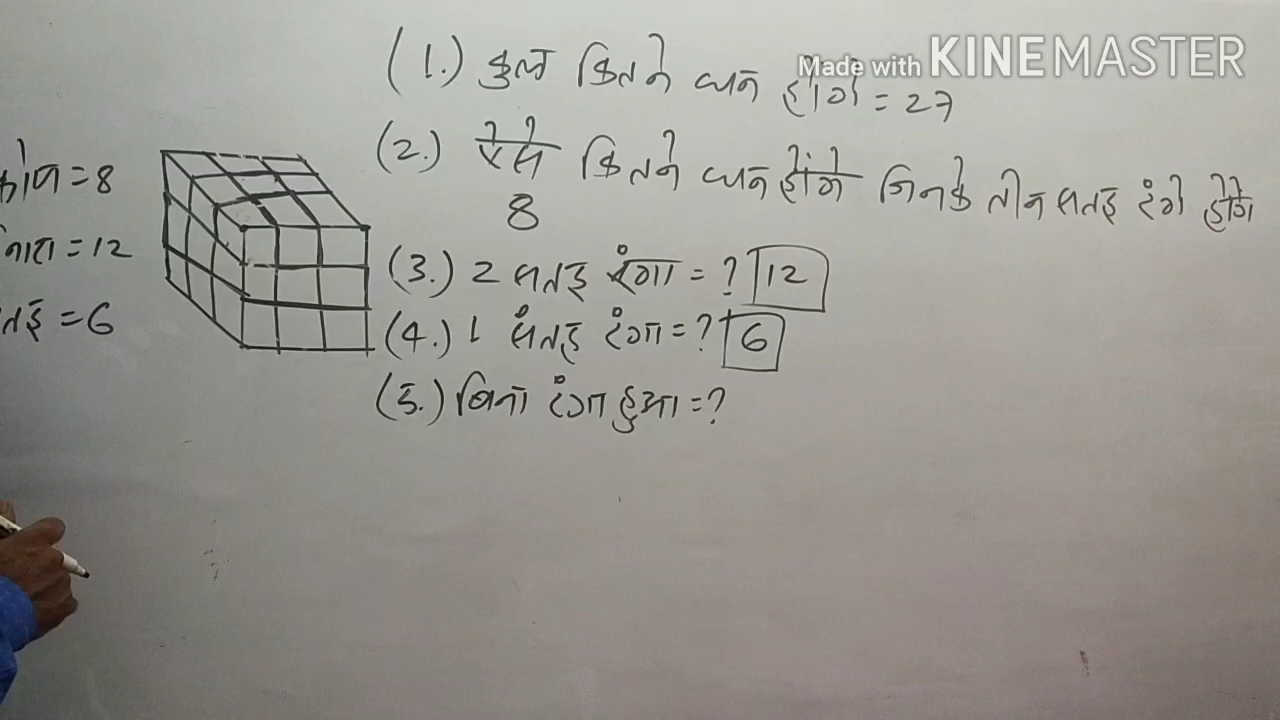 Made with KINEMASTER
(1.) कुल कितने घन होंगे = 27
(2.) ऐसे कितने घन होंगे जिनके तीन सतह रंगे होंगे
8
(3.) 2 सतह रंगा = ? 12
(4.) 1 सतह रंगा = ? 6
(5.) बिना रंगा हुआ = ?
= 8
= 12
= 6